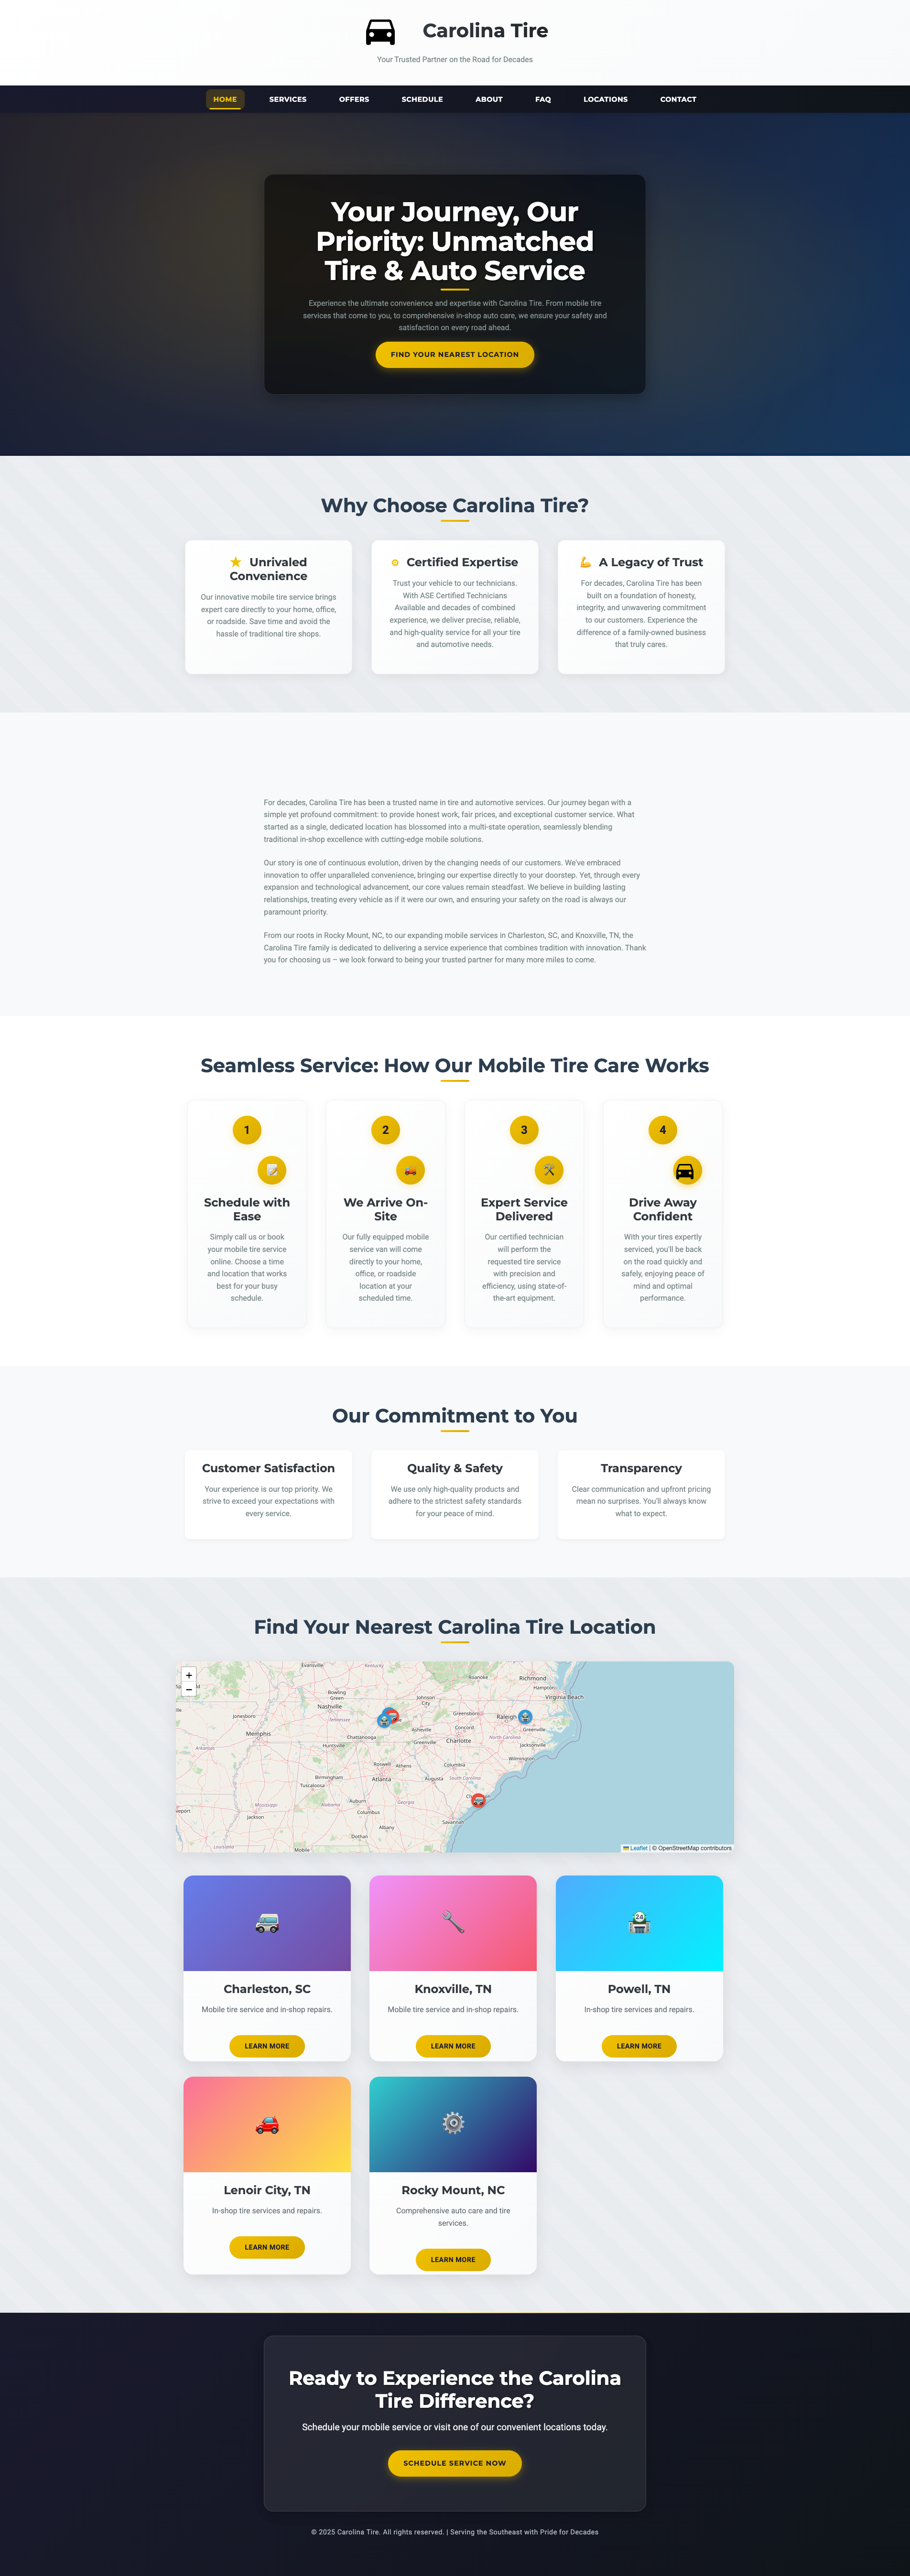 Carolina Tire
Your Trusted Partner on the Road for Decades
HOME SERVICES OFFERS SCHEDULE ABOUT FAQ LOCATIONS CONTACT
Your Journey, Our
Priority: Unmatched
Tire & Auto Service
Experience the ultimate convenience and expertise with Carolina Tire. From mobile tire
services that come to you, to comprehensive in-shop auto care, we ensure your safety and
satisfaction on every road ahead.
FIND YOUR NEAREST LOCATION
Why Choose Carolina Tire?
Unrivaled
Convenience
Our innovative mobile tire service brings
expert care directly to your home, office,
or roadside. Save time and avoid the
hassle of traditional tire shops.
Certified Expertise
Trust your vehicle to our technicians.
With ASE Certified Technicians
Available and decades of combined
experience, we deliver precise, reliable,
and high-quality service for all your tire
and automotive needs.
A Legacy of Trust
For decades, Carolina Tire has been
built on a foundation of honesty,
integrity, and unwavering commitment
to our customers. Experience the
difference of a family-owned business
that truly cares.
For decades, Carolina Tire has been a trusted name in tire and automotive services. Our journey began with a
simple yet profound commitment: to provide honest work, fair prices, and exceptional customer service. What
started as a single, dedicated location has blossomed into a multi-state operation, seamlessly blending
traditional in-shop excellence with cutting-edge mobile solutions.
Our story is one of continuous evolution, driven by the changing needs of our customers. We've embraced
innovation to offer unparalleled convenience, bringing our expertise directly to your doorstep. Yet, through every
expansion and technological advancement, our core values remain steadfast. We believe in building lasting
relationships, treating every vehicle as if it were our own, and ensuring your safety on the road is always our
paramount priority.
From our roots in Rocky Mount, NC, to our expanding mobile services in Charleston, SC, and Knoxville, TN, the
Carolina Tire family is dedicated to delivering a service experience that combines tradition with innovation. Thank
you for choosing us – we look forward to being your trusted partner for many more miles to come.
Seamless Service: How Our Mobile Tire Care Works
1
Schedule with
Ease
Simply call us or book
your mobile tire service
online. Choose a time
and location that works
best for your busy
schedule.
2
We Arrive On-
Site
Our fully equipped mobile
service van will come
directly to your home,
office, or roadside
location at your
scheduled time.
3
Expert Service
Delivered
Our certified technician
will perform the
requested tire service
with precision and
efficiency, using state-of-
the-art equipment.
4
Drive Away
Confident
With your tires expertly
serviced, you'll be back
on the road quickly and
safely, enjoying peace of
mind and optimal
performance.
Our Commitment to You
Customer Satisfaction
Your experience is our top priority. We
strive to exceed your expectations with
every service.
Quality & Safety
We use only high-quality products and
adhere to the strictest safety standards
for your peace of mind.
Transparency
Clear communication and upfront pricing
mean no surprises. You'll always know
what to expect.
Find Your Nearest Carolina Tire Location
+
−
Evansville
Kentucky
Roanoke
Richmond
Hampton
Virginia Beach
Bowling
Green
Nashville
Johnson
City
Jonesboro
Tennessee
Greensboro
Raleigh
Memphis
Asheville
Concord
Greenville
Chattanooga
Greenville
Charlotte
North Carolina
Huntsville
Jacksonville
Arkansas
Wilmington
Roswell
Athens
Columbia
Birmingham
Atlanta
Augusta
South Carolina
Tuscaloosa
Auburn
Georgia
Mississippi
Alabama
Columbus
Jackson
Savannah
Albany
Dothan
Louisiana
Mobile
Leaflet | © OpenStreetMap contributors
24
Charleston, SC
Mobile tire service and in-shop repairs.
LEARN MORE
Knoxville, TN
Mobile tire service and in-shop repairs.
LEARN MORE
Powell, TN
In-shop tire services and repairs.
LEARN MORE
Lenoir City, TN
In-shop tire services and repairs.
LEARN MORE
Rocky Mount, NC
Comprehensive auto care and tire
services.
LEARN MORE
Ready to Experience the Carolina
Tire Difference?
Schedule your mobile service or visit one of our convenient locations today.
SCHEDULE SERVICE NOW
© 2025 Carolina Tire. All rights reserved. | Serving the Southeast with Pride for Decades